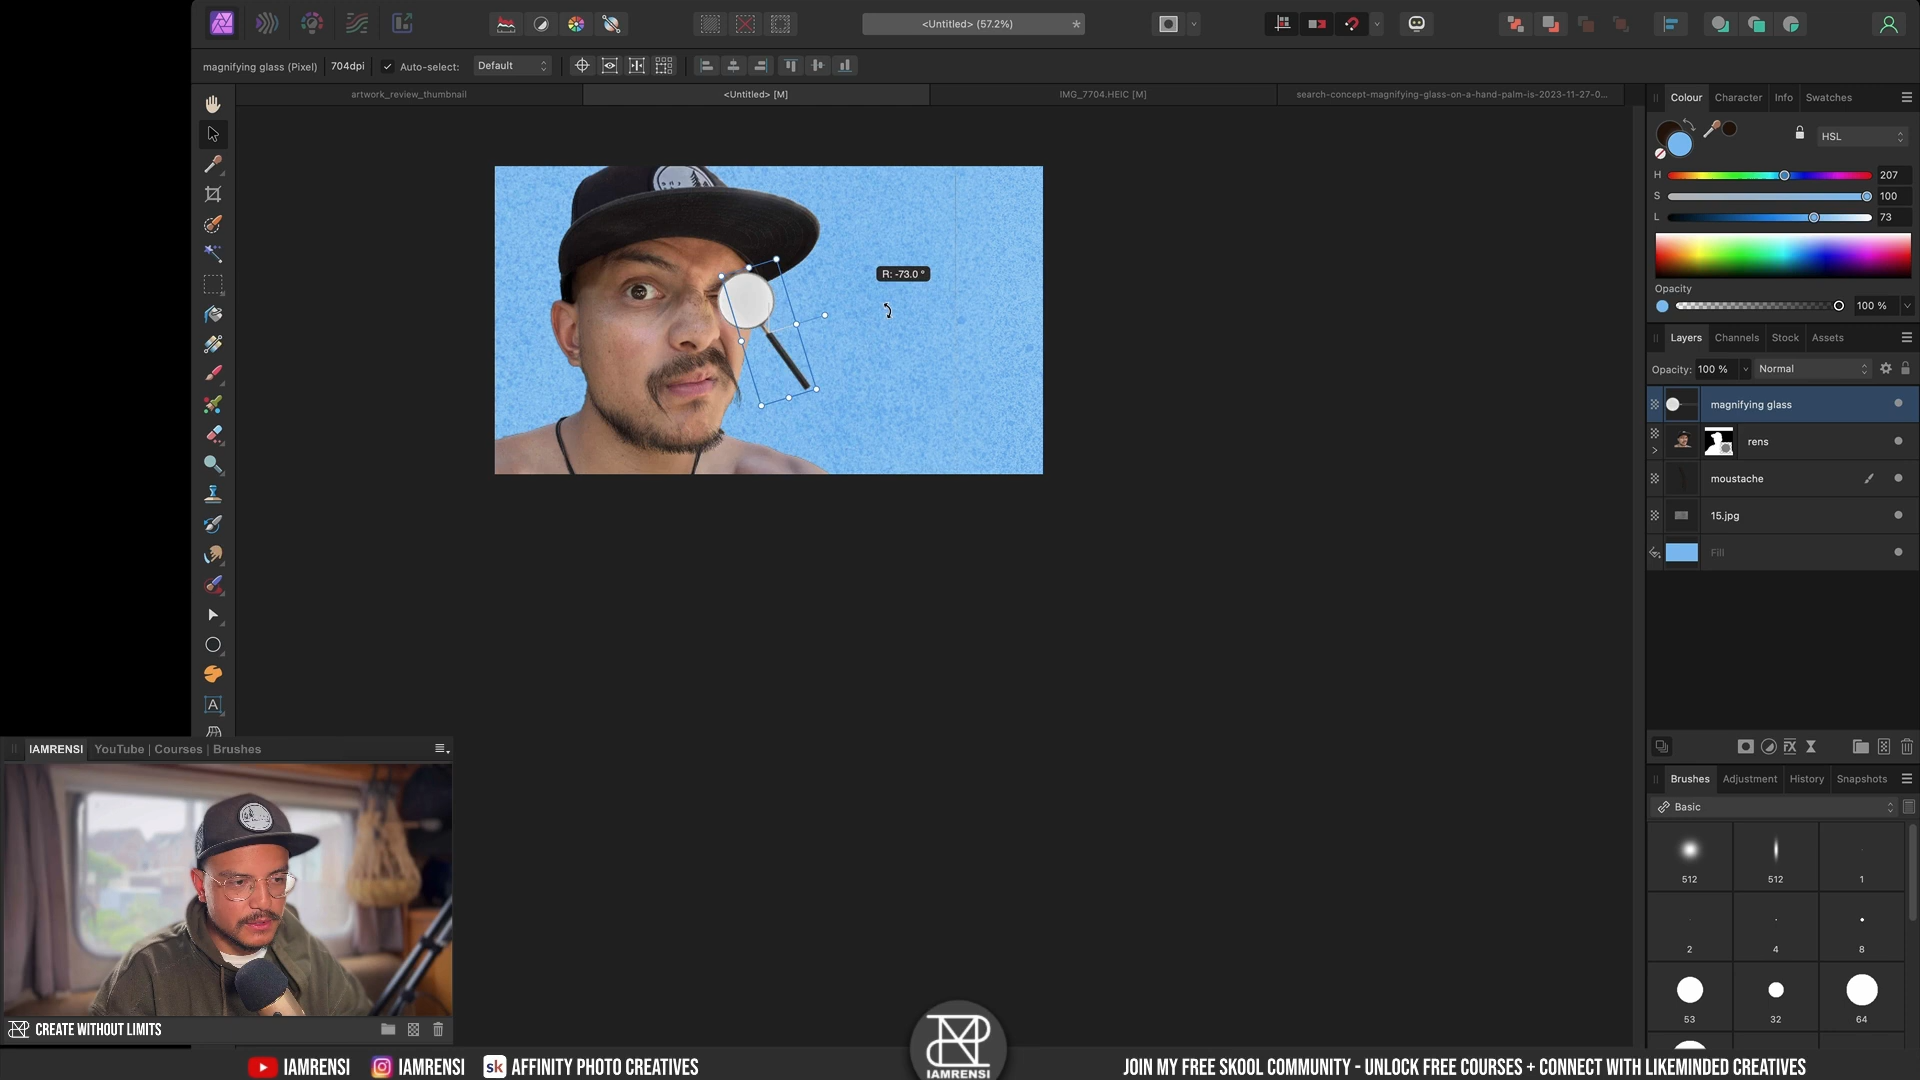 <Untitled> (57.2%)
*
magnifying glass (Pixel)
704dpi
Auto-select:
Default
artwork_review_thumbnail
<Untitled> [M]
IMG_7704.HEIC [M]
search-concept-magnifying-glass-on-a-hand-palm-is-2023-11-27-0...
Colour
Character
Info
Swatches
HSL
H
207
S
100
L
73
Opacity
100 %
R: -73.0 °
Layers
Channels
Stock
Assets
Opacity:
100 %
Normal
magnifying glass
rens
moustache
15.jpg
Fill
A
Brushes
Adjustment
History
Snapshots
Basic
512
512
1
2
4
8
53
32
64
IAMRENSI
YouTube | Courses | Brushes
CREATE WITHOUT LIMITS
IAMRENSI
IAMRENSI
sk
AFFINITY PHOTO CREATIVES
IAMRENSI
JOIN MY FREE SKOOL COMMUNITY - UNLOCK FREE COURSES + CONNECT WITH LIKEMINDED CREATIVES